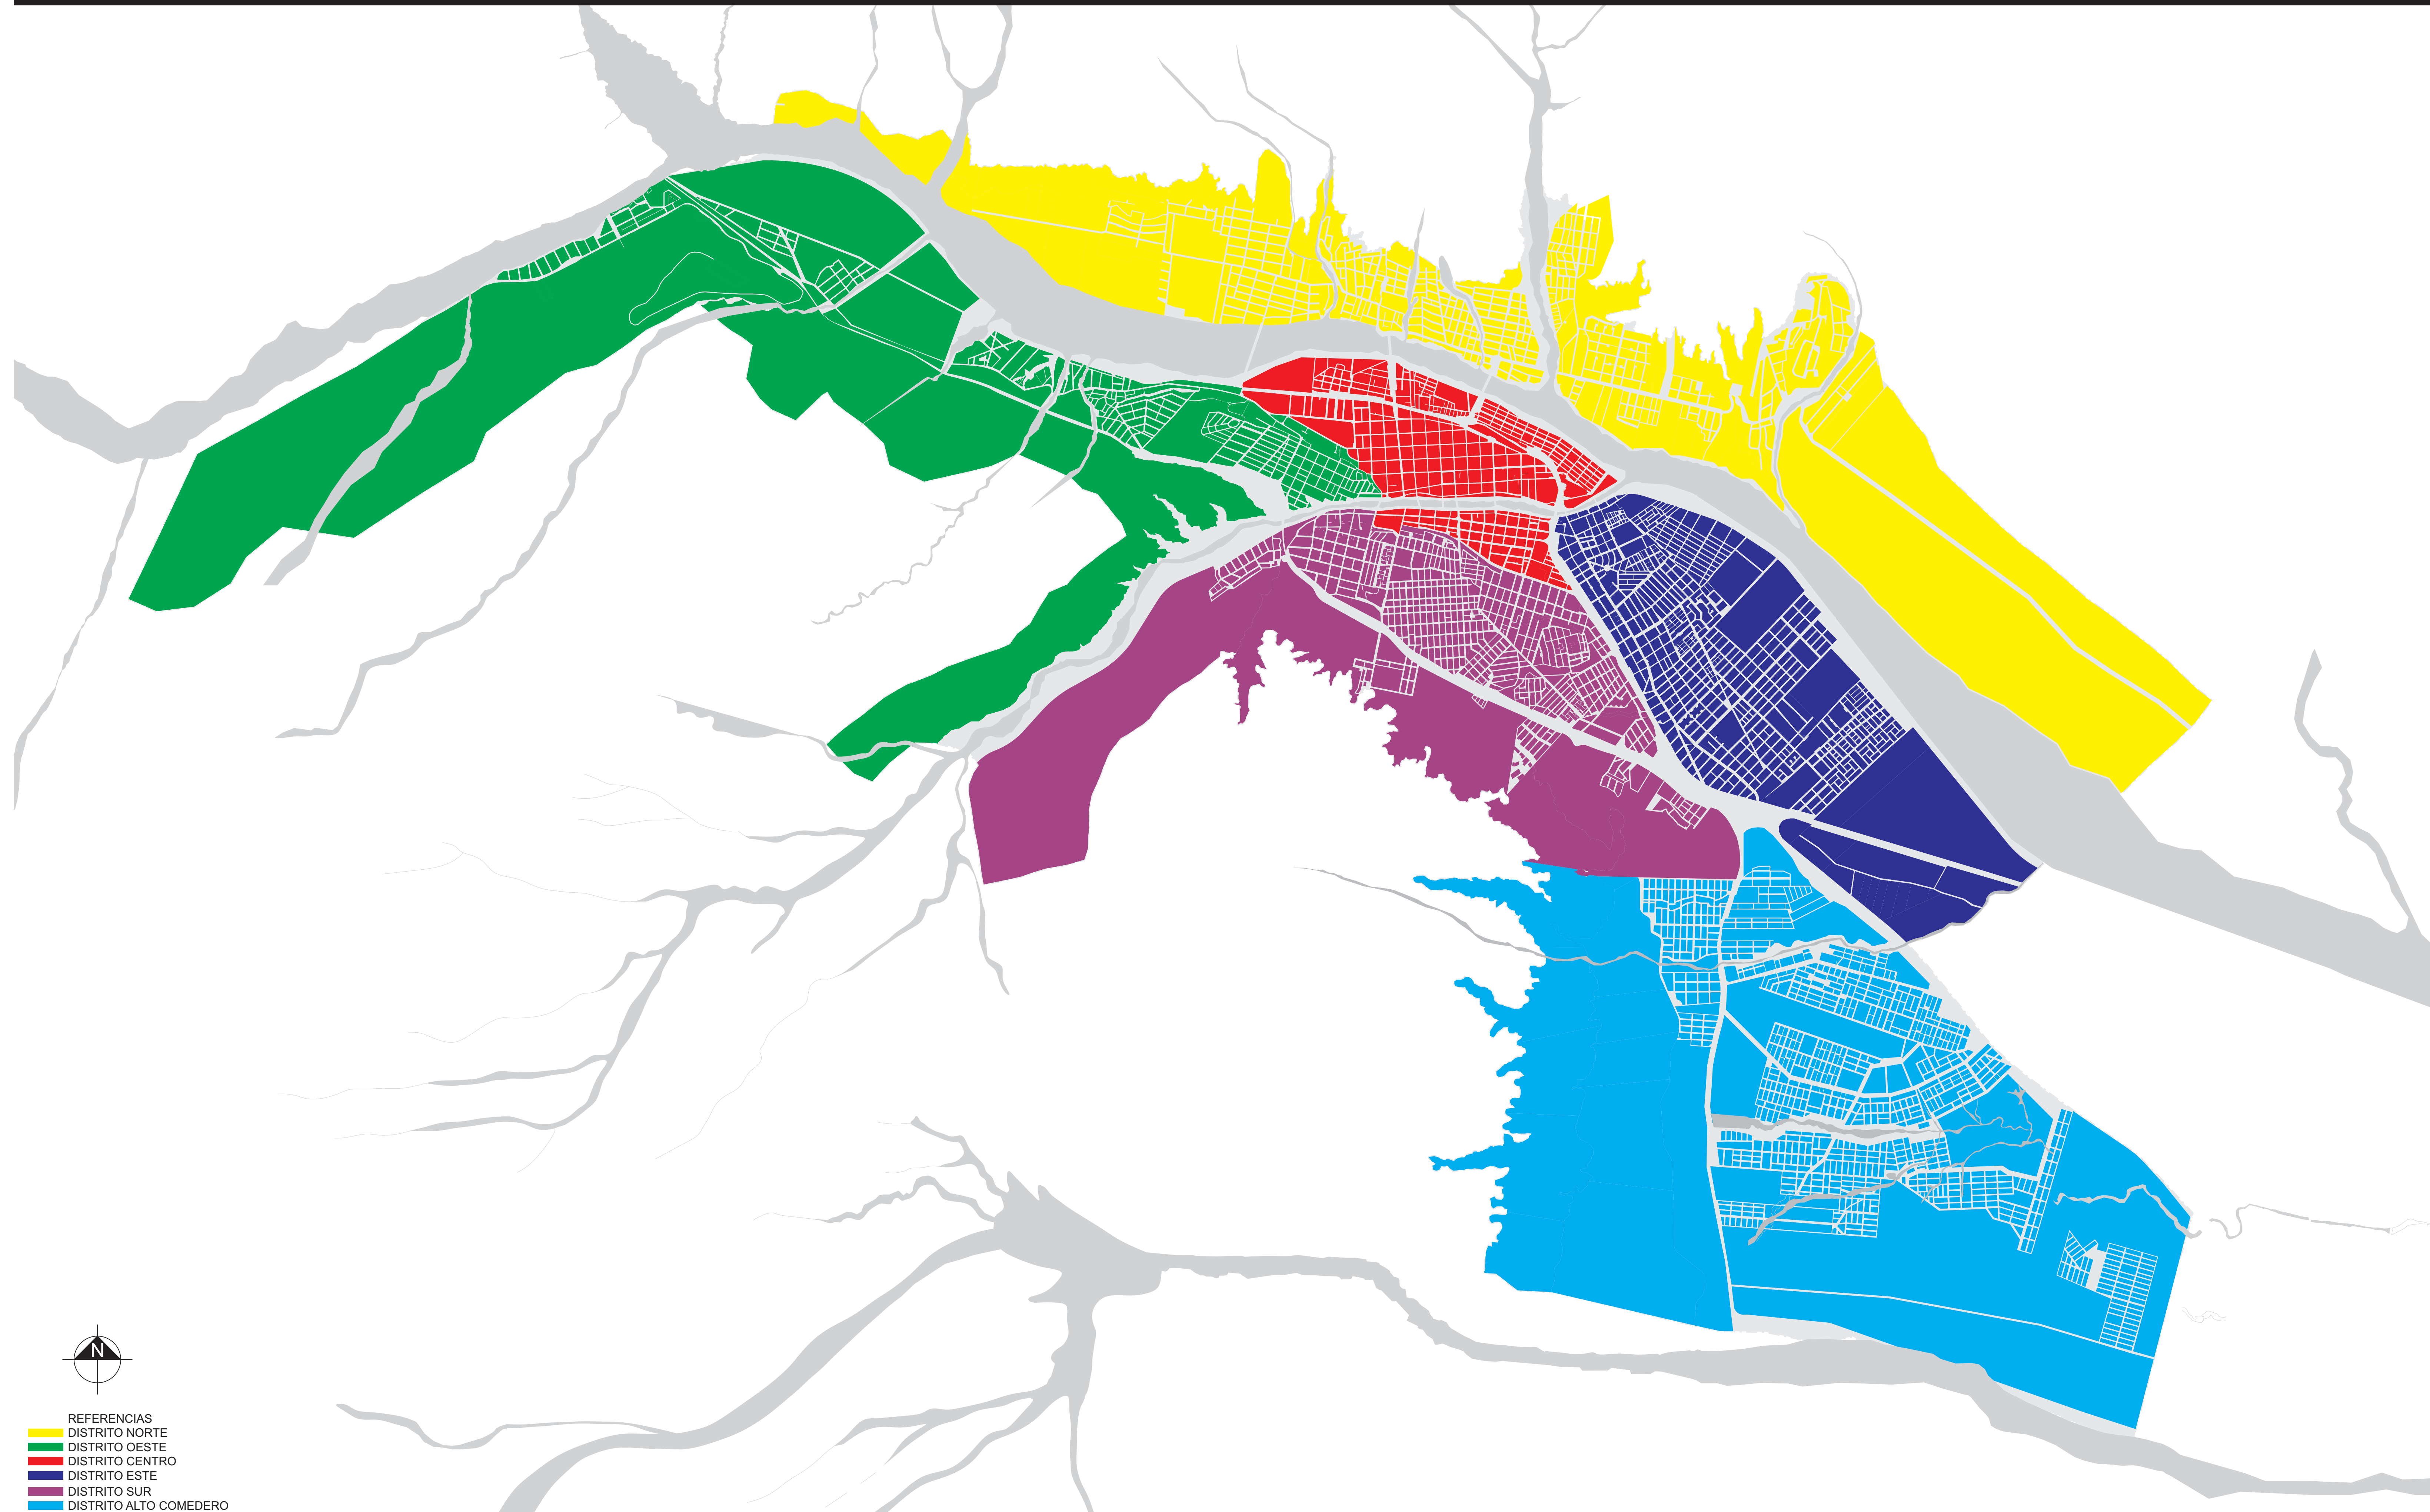 N
REFERENCIAS
DISTRITO NORTE
DISTRITO OESTE
DISTRITO CENTRO
DISTRITO ESTE
DISTRITO SUR
DISTRITO ALTO COMEDERO